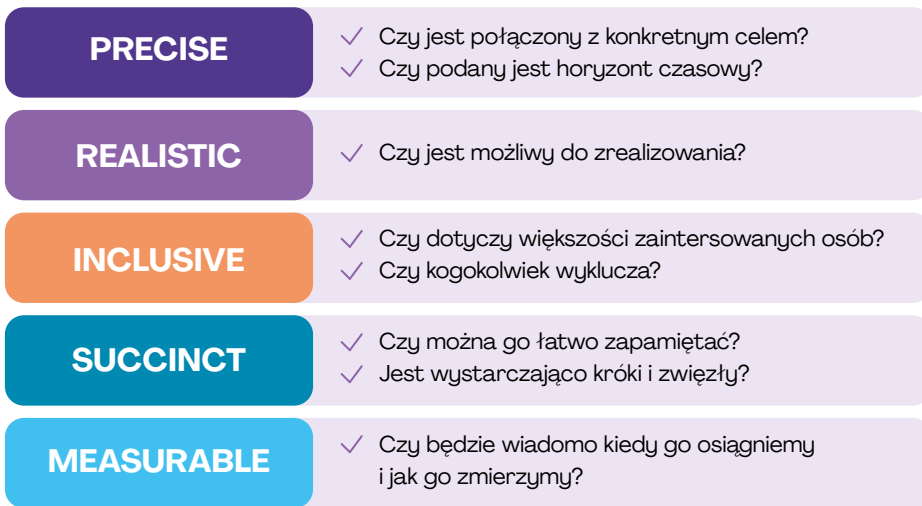 PRECISE
Czy jest połączony z konkretnym celem?
Czy podany jest horyzont czasowy?
REALISTIC
Czy jest możliwy do zrealizowania?
INCLUSIVE
Czy dotyczy większości zaintersowanych osób?
Czy kogokolwiek wyklucza?
SUCCINCT
Czy można go łatwo zapamiętać?
Jest wystarczająco króki i zwięzły?
MEASURABLE
Czy będzie wiadomo kiedy go osiągniemy
i jak go zmierzymy?